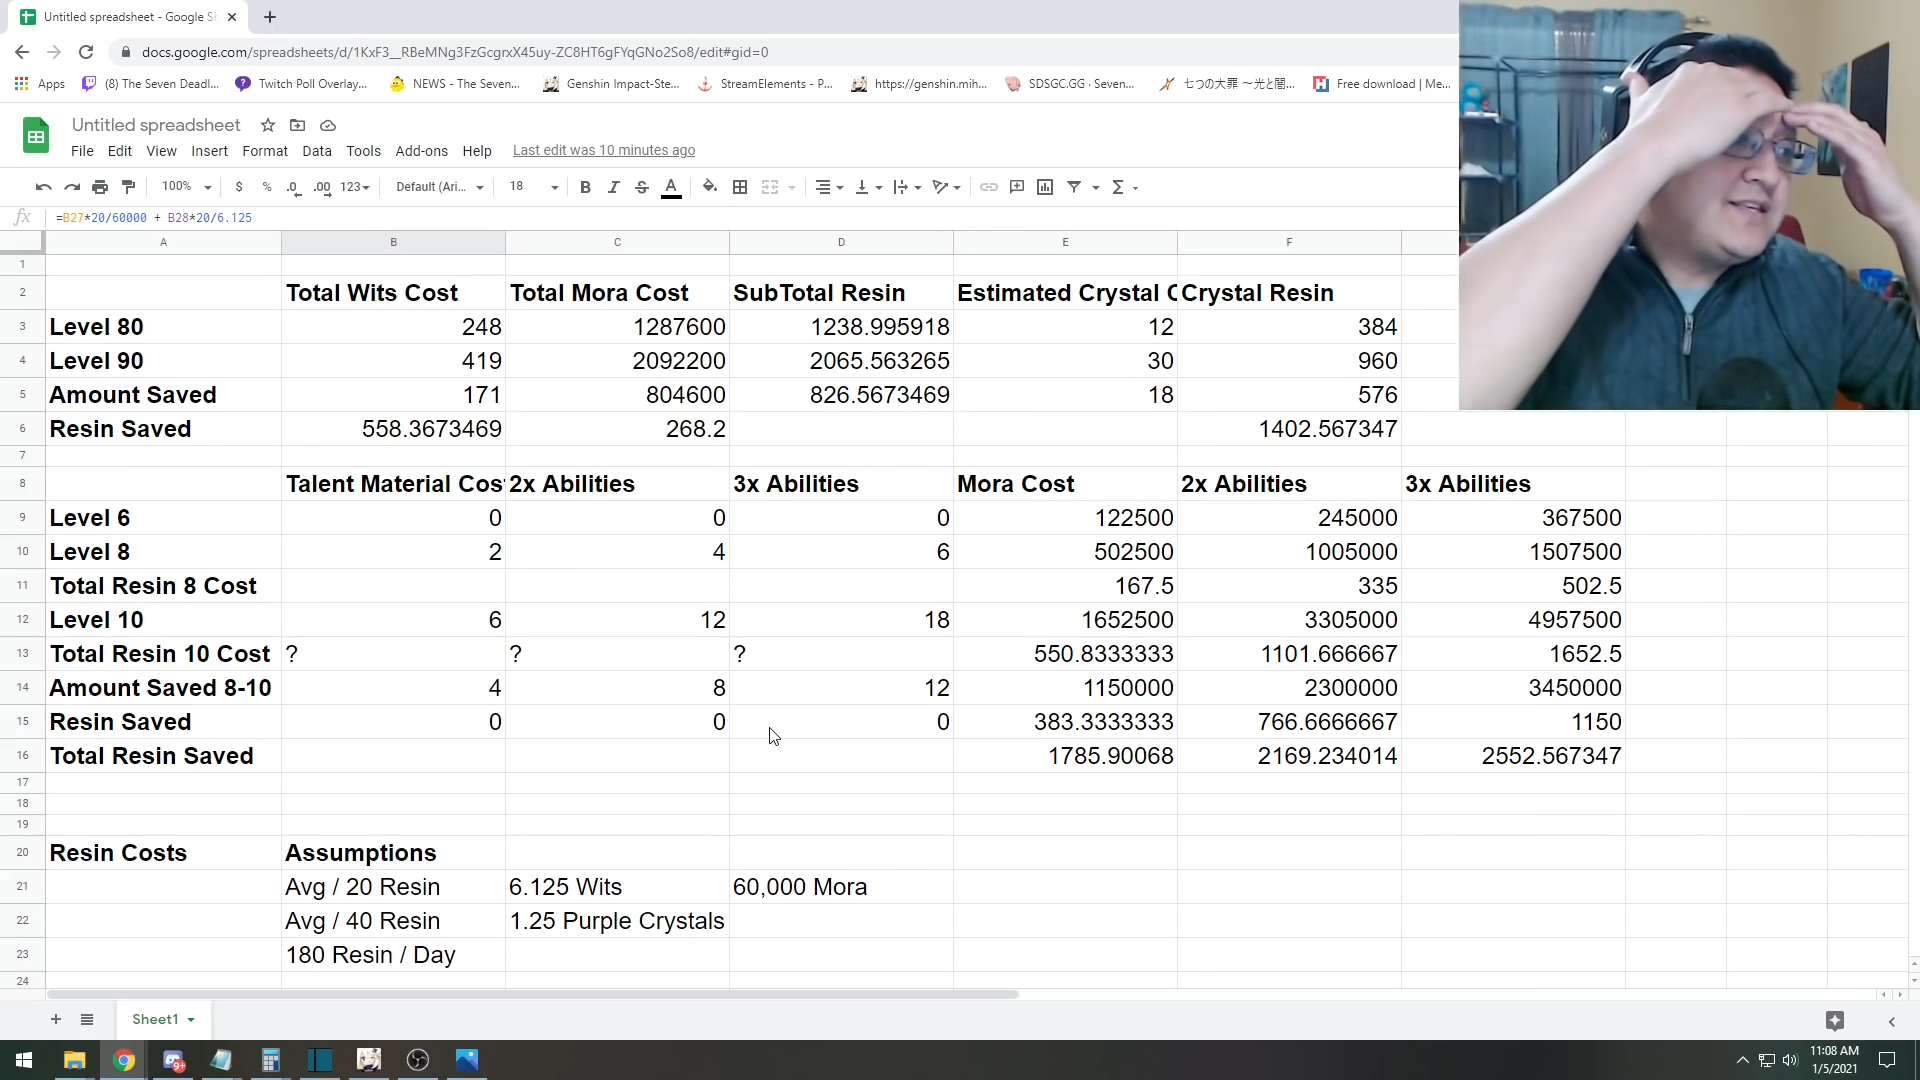 Untitled spreadsheet - Google Sh
docs.google.com/spreadsheets/d/1KxF3__RBeMNg3FzGcgrxX45uy-ZC8HT6gFYqGNo2So8/edit#gid=0
Apps (8) The Seven Deadl... Twitch Poll Overlay... NEWS - The Seven... Genshin Impact-Ste... StreamElements - P... https://genshin.mih... SDSGC.GG · Seven... 七つの大罪 ～光と闇... Free download | Me...
Untitled spreadsheet
File Edit View Insert Format Data Tools Add-ons Help Last edit was 10 minutes ago
100% $ % .0 .00 123 Default (Ari... 18 B I S A
fx =B27*20/60000 + B28*20/6.125
A B C D E F
1
2 Total Wits Cost Total Mora Cost SubTotal Resin Estimated Crystal C Crystal Resin
3 Level 80 248 1287600 1238.995918 12 384
4 Level 90 419 2092200 2065.563265 30 960
5 Amount Saved 171 804600 826.5673469 18 576
6 Resin Saved 558.3673469 268.2 1402.567347
7
8 Talent Material Cos 2x Abilities 3x Abilities Mora Cost 2x Abilities 3x Abilities
9 Level 6 0 0 0 122500 245000 367500
10 Level 8 2 4 6 502500 1005000 1507500
11 Total Resin 8 Cost 167.5 335 502.5
12 Level 10 6 12 18 1652500 3305000 4957500
13 Total Resin 10 Cost ? ? ? 550.8333333 1101.666667 1652.5
14 Amount Saved 8-10 4 8 12 1150000 2300000 3450000
15 Resin Saved 0 0 0 383.3333333 766.6666667 1150
16 Total Resin Saved 1785.90068 2169.234014 2552.567347
17
18
19
20 Resin Costs Assumptions
21 Avg / 20 Resin 6.125 Wits 60,000 Mora
22 Avg / 40 Resin 1.25 Purple Crystals
23 180 Resin / Day
24
Sheet1
9+
11:08 AM
1/5/2021